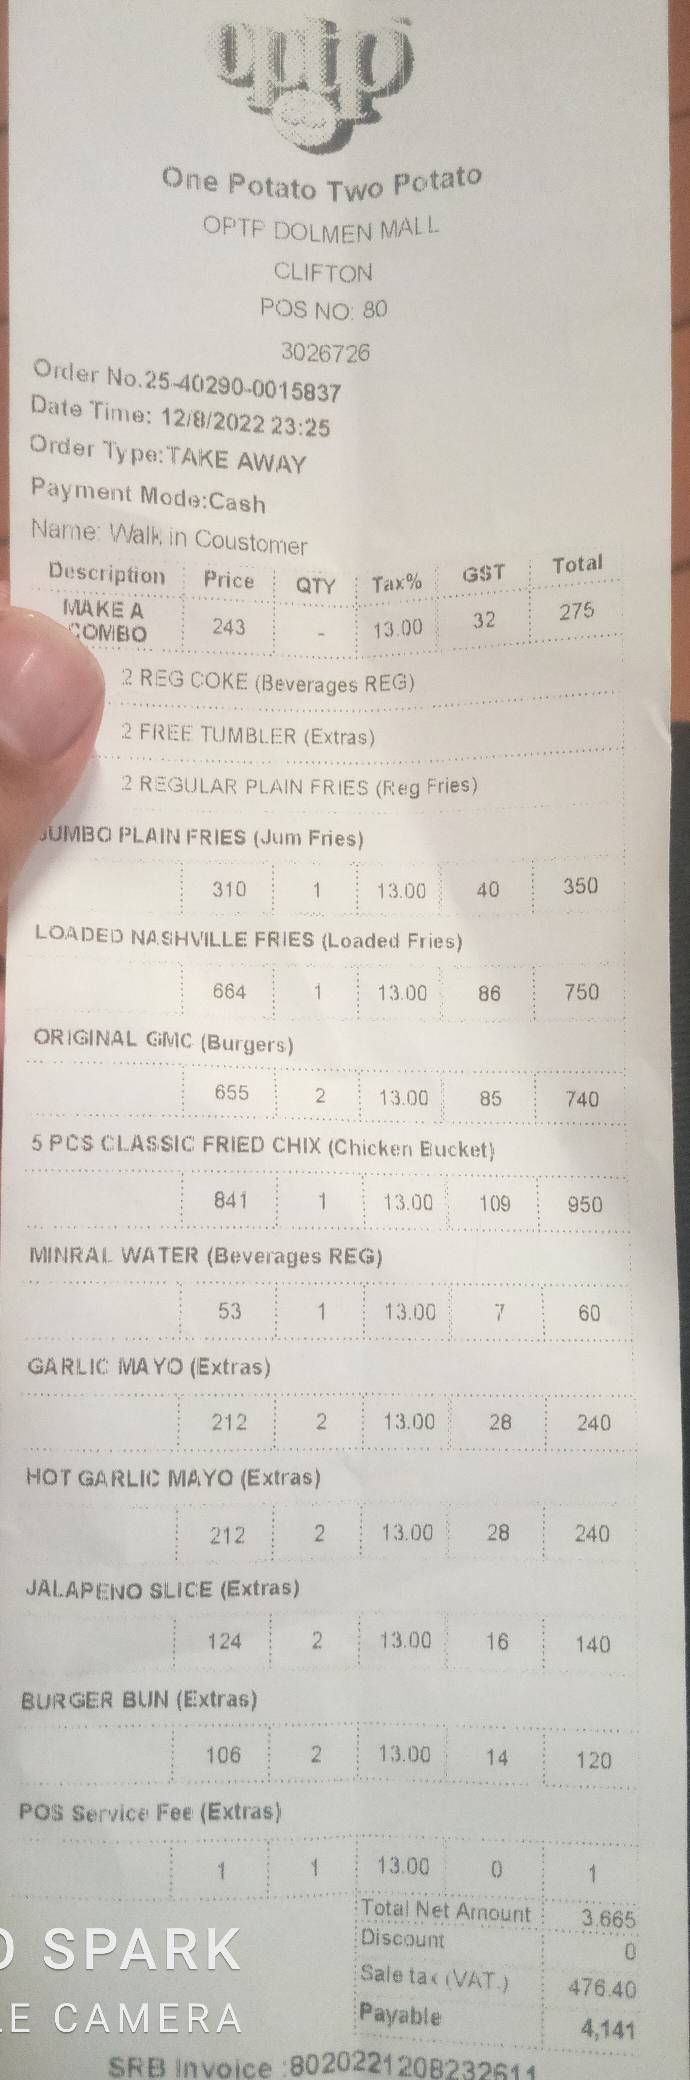 optp
One Potato Two Potato
OPTP DOLMEN MALL
CLIFTON
POS NO: 80
3026726
Order No.25-40290-0015837
Date Time: 12/8/2022 23:25
Order Type:TAKE AWAY
Payment Mode:Cash
Name: Walk in Coustomer
Description Price QTY Tax% GST Total
MAKE A
COMBO 243 - 13.00 32 275
2 REG COKE (Beverages REG)
2 FREE TUMBLER (Extras)
2 REGULAR PLAIN FRIES (Reg Fries)
JUMBO PLAIN FRIES (Jum Fries)
310 1 13.00 40 350
LOADED NASHVILLE FRIES (Loaded Fries)
664 1 13.00 86 750
ORIGINAL GMC (Burgers)
655 2 13.00 85 740
5 PCS CLASSIC FRIED CHIX (Chicken Bucket)
841 1 13.00 109 950
MINRAL WATER (Beverages REG)
53 1 13.00 7 60
GARLIC MAYO (Extras)
212 2 13.00 28 240
HOT GARLIC MAYO (Extras)
212 2 13.00 28 240
JALAPENO SLICE (Extras)
124 2 13.00 16 140
BURGER BUN (Extras)
106 2 13.00 14 120
POS Service Fee (Extras)
1 1 13.00 0 1
Total Net Amount 3,665
Discount 0
Sale tax (VAT.) 476.40
Payable 4,141
SPARK
CAMERA
SRB Invoice :8020221208232611